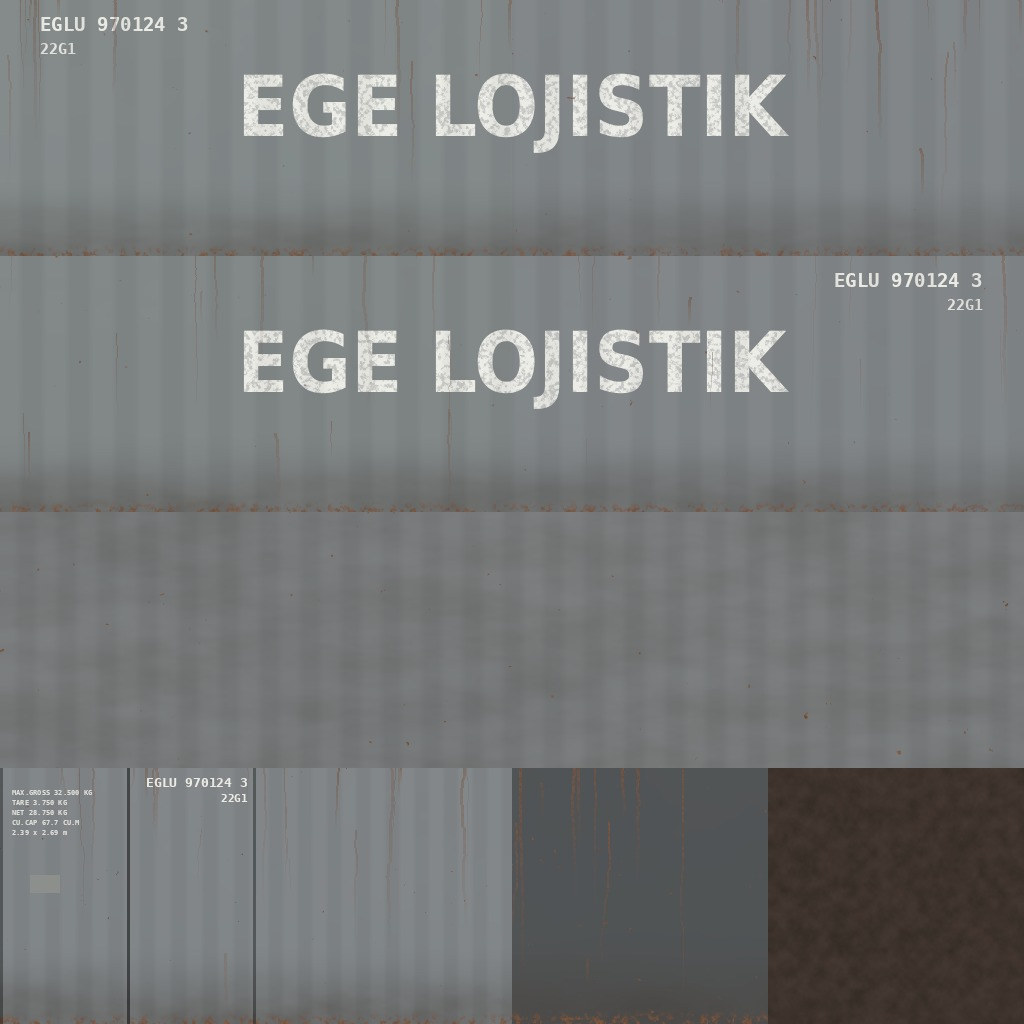 EGLU 970124 3
22G1
EGE LOJISTIK
EGLU 970124 3
22G1
EGE LOJISTIK
MAX.GROSS 32.500 KG
TARE 3.750 KG
NET 28.750 KG
CU.CAP 67.7 CU.M
2.39 x 2.69 m
EGLU 970124 3
22G1